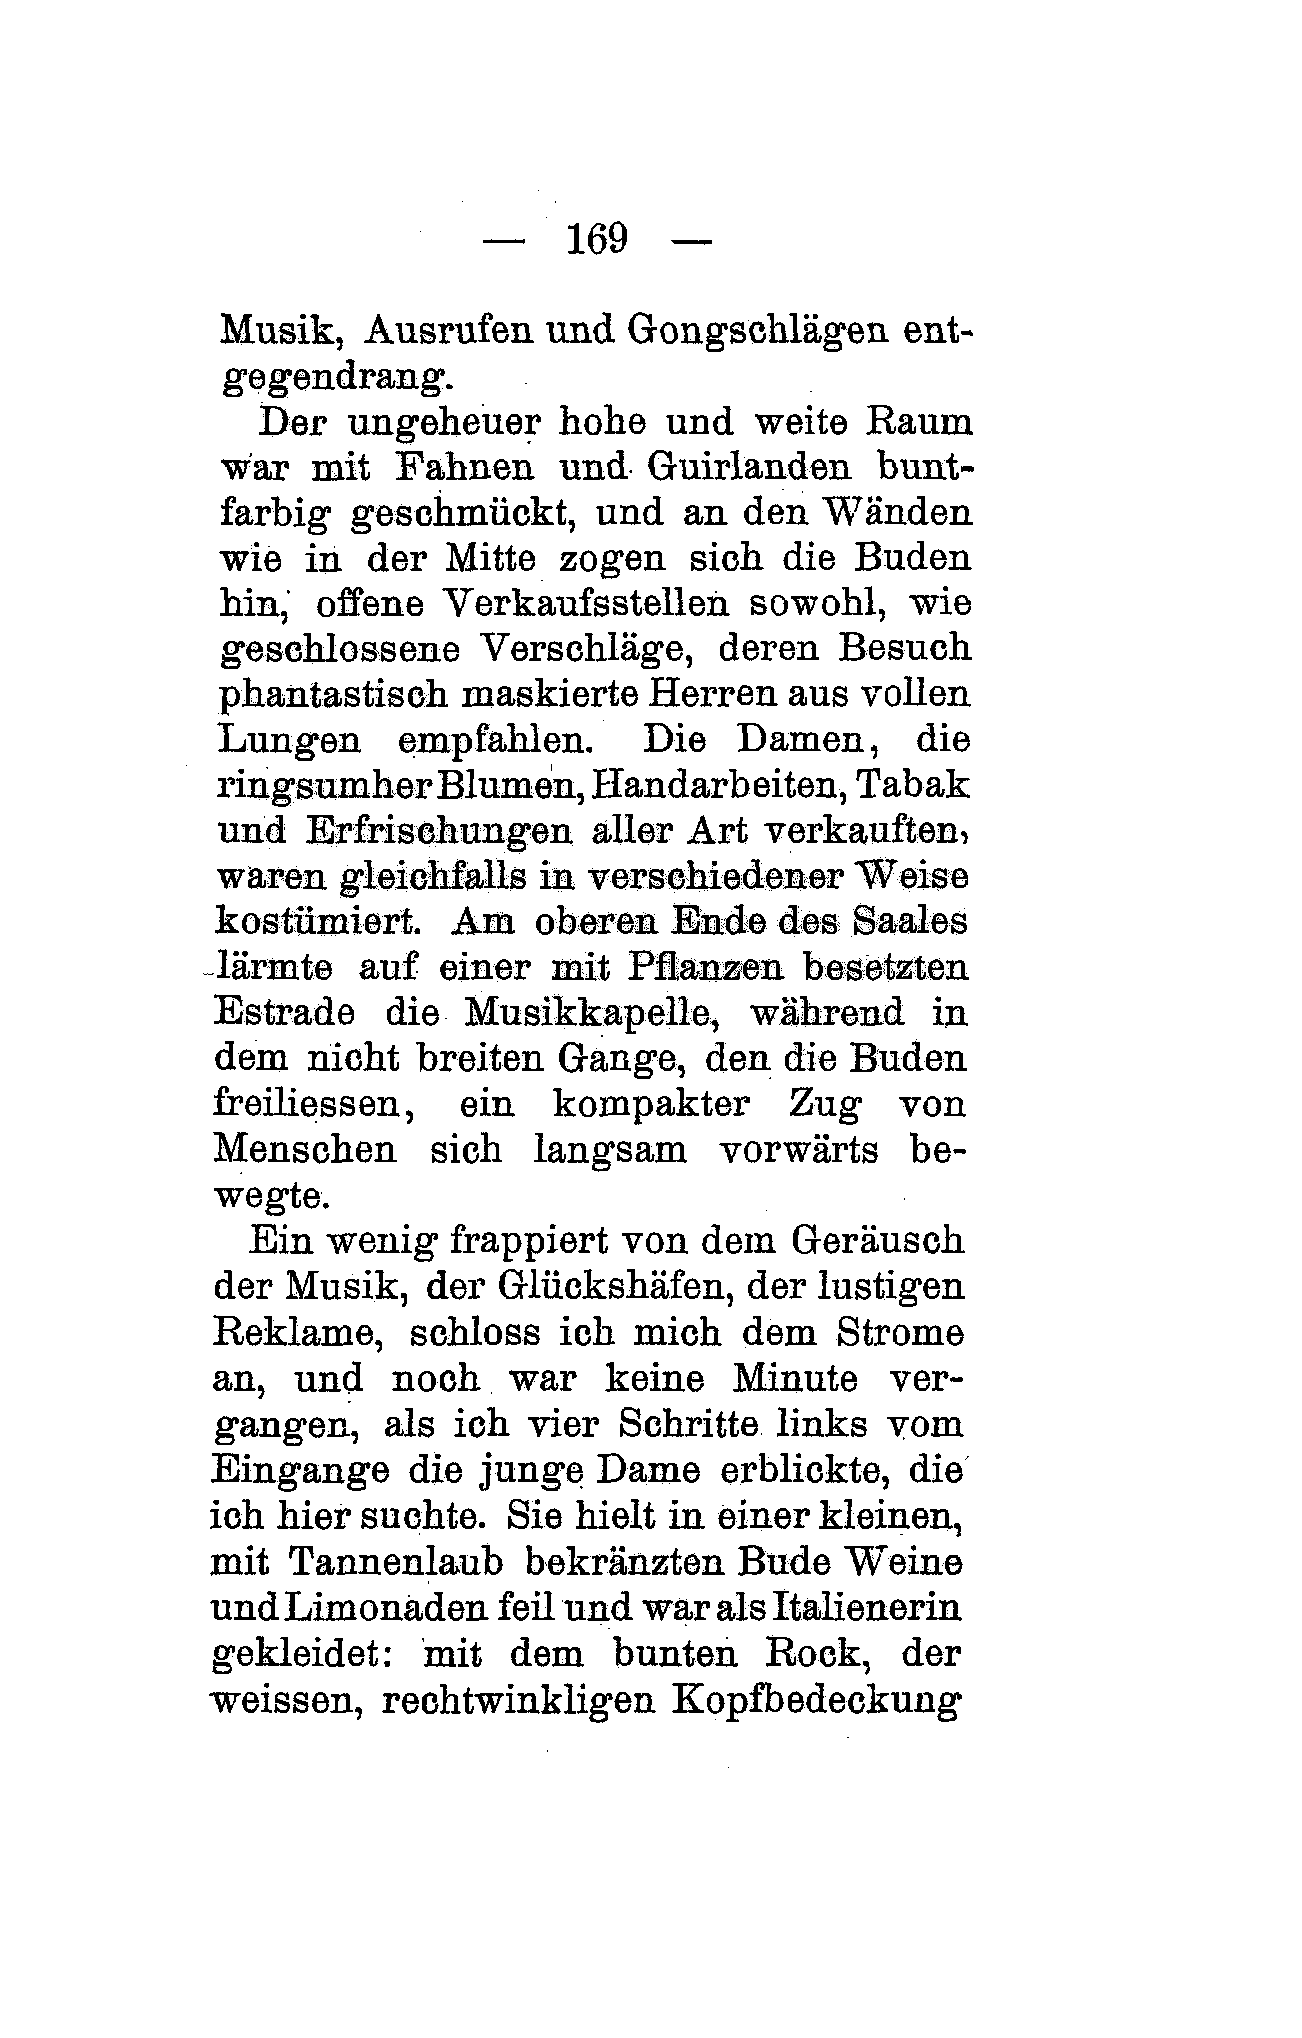 — 169 —
Musik, Ausrufen und Gongschlägen ent-
gegendrang.
Der ungeheuer hohe und weite Raum
war mit Fahnen und Guirlanden bunt-
farbig geschmückt, und an den Wänden
wie in der Mitte zogen sich die Buden
hin, offene Verkaufsstellen sowohl, wie
geschlossene Verschläge, deren Besuch
phantastisch maskierte Herren aus vollen
Lungen empfahlen. Die Damen, die
ringsumher Blumen, Handarbeiten, Tabak
und Erfrischungen aller Art verkauften,
waren gleichfalls in verschiedener Weise
kostümiert. Am oberen Ende des Saales
lärmte auf einer mit Pflanzen besetzten
Estrade die Musikkapelle, während in
dem nicht breiten Gange, den die Buden
freiliessen, ein kompakter Zug von
Menschen sich langsam vorwärts be-
wegte.
Ein wenig frappiert von dem Geräusch
der Musik, der Glückshäfen, der lustigen
Reklame, schloss ich mich dem Strome
an, und noch war keine Minute ver-
gangen, als ich vier Schritte links vom
Eingange die junge Dame erblickte, die
ich hier suchte. Sie hielt in einer kleinen,
mit Tannenlaub bekränzten Bude Weine
und Limonaden feil und war als Italienerin
gekleidet: mit dem bunten Rock, der
weissen, rechtwinkligen Kopfbedeckung